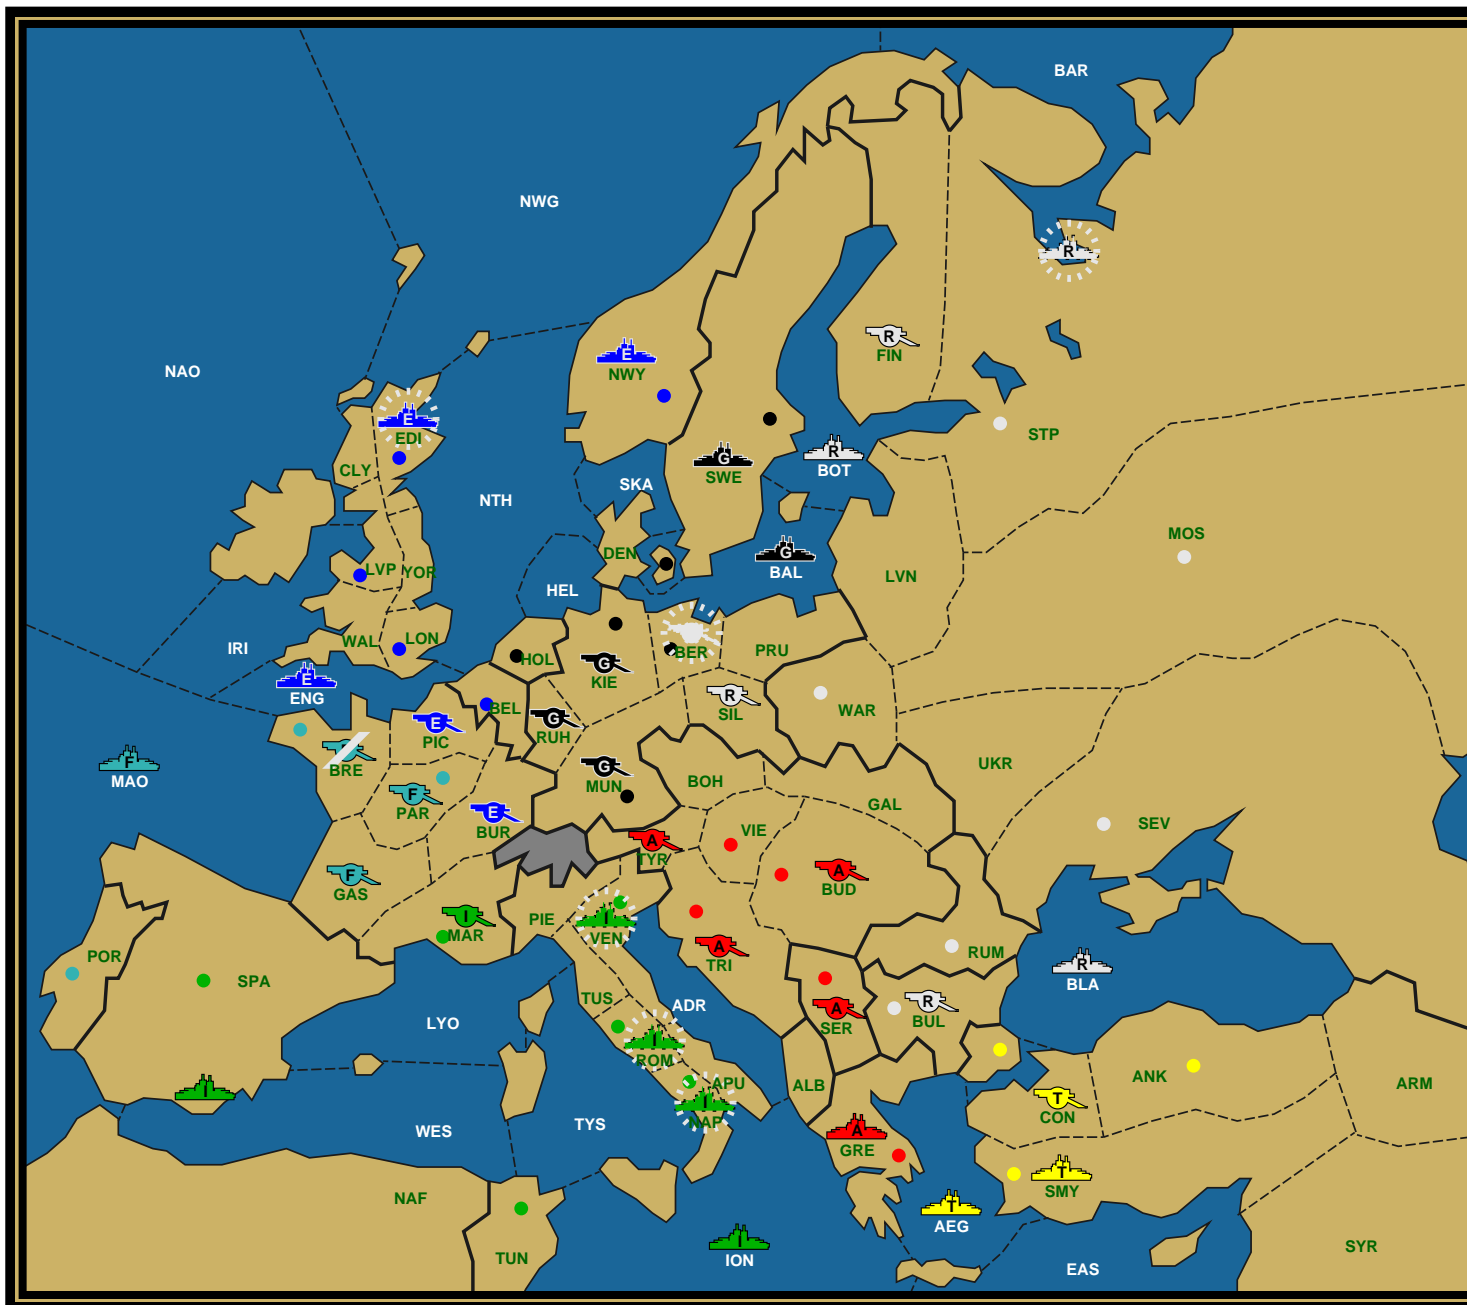 BAR
NWG
R
NAO
R
FIN
E
NWY
E
EDI
STP
CLY
G
SWE
R
BOT
SKA
NTH
MOS
DEN
G
BAL
LVP
YOR
LVN
HEL
IRI
WAL
LON
HOL
G
KIE
BER
PRU
E
ENG
BEL
R
SIL
WAR
E
PIC
G
RUH
F
MAO
F
BRE
G
MUN
BOH
UKR
F
PAR
E
BUR
GAL
VIE
SEV
A
TYR
A
BUD
F
GAS
I
MAR
PIE
I
VEN
POR
SPA
A
TRI
RUM
R
BLA
TUS
ADR
R
BUL
A
SER
LYO
I
ROM
I
APU
ALB
ANK
ARM
I
NAP
T
CON
WES
TYS
A
GRE
T
SMY
NAF
T
AEG
I
ION
TUN
SYR
EAS